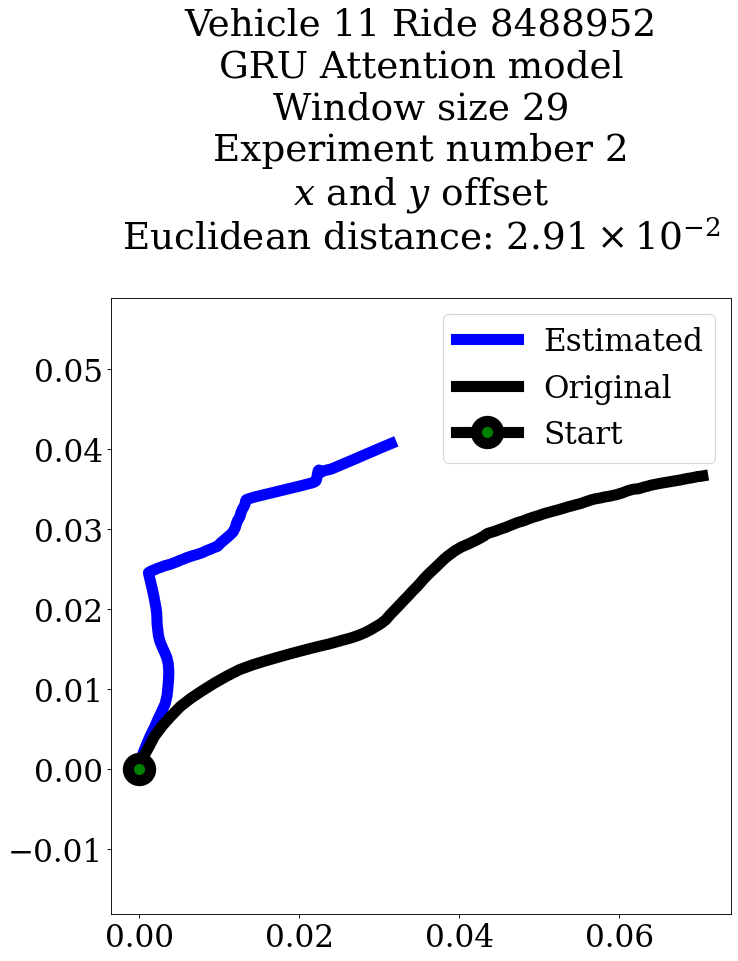 Vehicle 11 Ride 8488952
GRU Attention model
Window size 29
Experiment number 2
x and y offset
Euclidean distance: 2.91 × 10⁻²
Estimated
Original
Start
0.05
0.04
0.03
0.02
0.01
0.00
−0.01
0.00 0.02 0.04 0.06